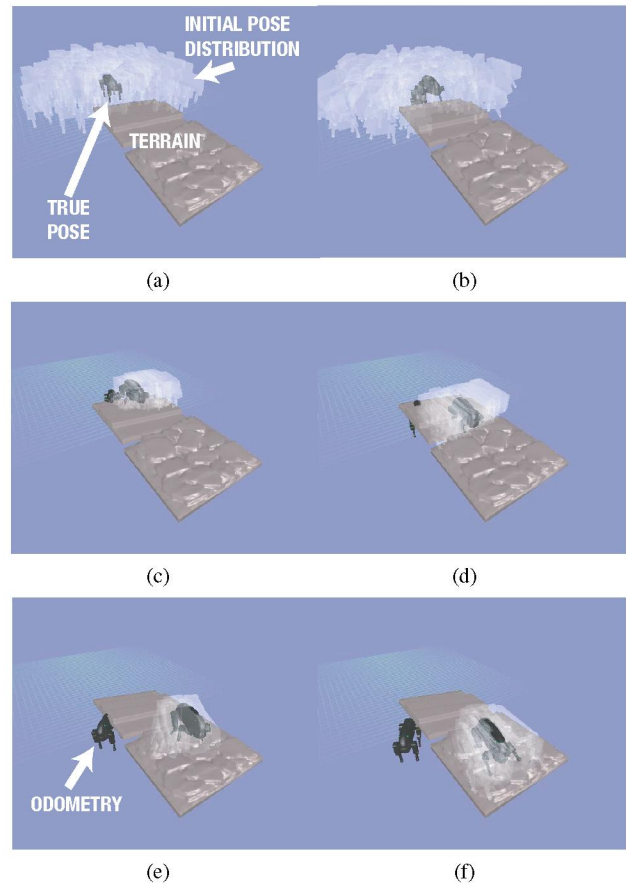 INITIAL POSE
DISTRIBUTION
TERRAIN
TRUE
POSE
(a)
(b)
(c)
(d)
ODOMETRY
(e)
(f)